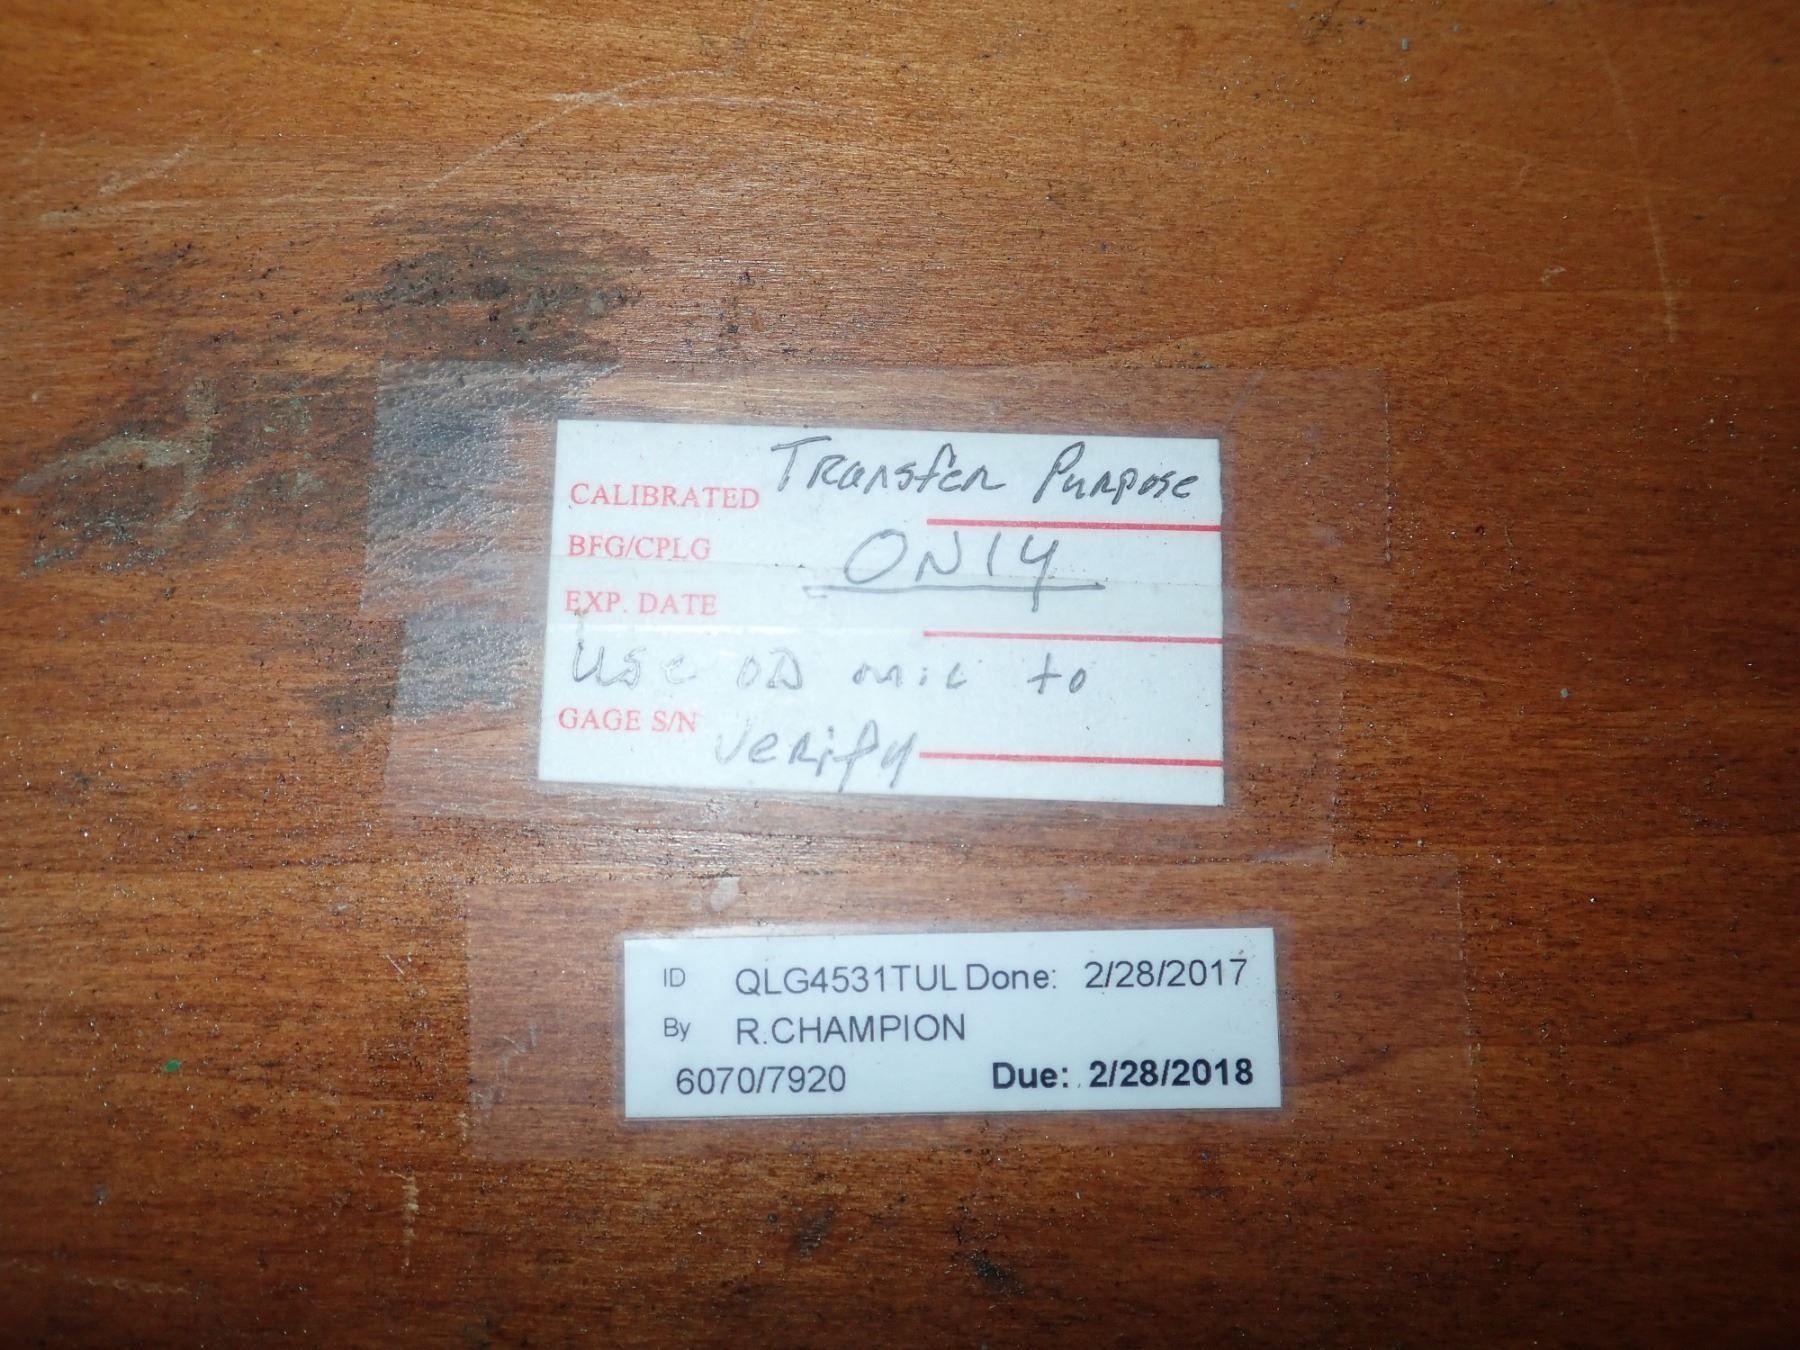 CALIBRATED Transfer Purpose
BFG/CPLG ONly
EXP. DATE
Use OD mic to
GAGE S/N Verify
ID QLG4531TUL Done: 2/28/2017
By R.CHAMPION
6070/7920 Due: 2/28/2018